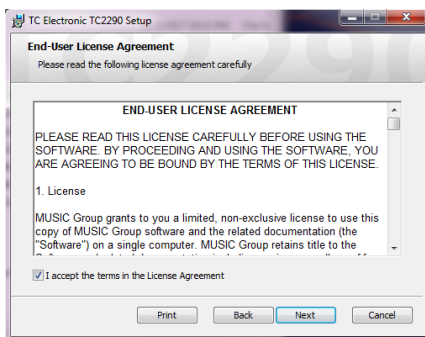 TC Electronic TC2290 Setup
End-User License Agreement
Please read the following license agreement carefully
END-USER LICENSE AGREEMENT
PLEASE READ THIS LICENSE CAREFULLY BEFORE USING THE
SOFTWARE. BY PROCEEDING AND USING THE SOFTWARE, YOU
ARE AGREEING TO BE BOUND BY THE TERMS OF THIS LICENSE.
1. License
MUSIC Group grants to you a limited, non-exclusive license to use this
copy of MUSIC Group software and the related documentation (the
"Software") on a single computer. MUSIC Group retains title to the
I accept the terms in the License Agreement
Print
Back
Next
Cancel